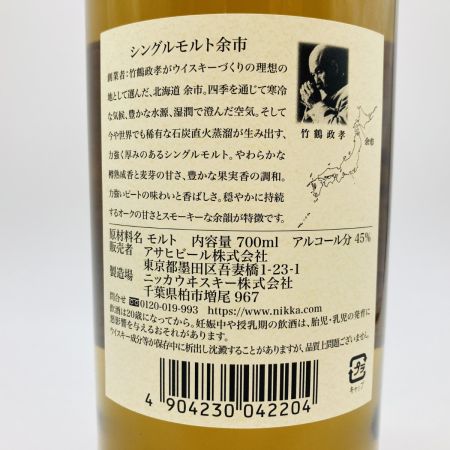 シングルモルト余市
創業者：竹鶴政孝がウイスキーづくりの理想の
地として選んだ、北海道 余市。四季を通じて寒冷
な気候、豊かな水源、湿潤で澄んだ空気。そして
今や世界でも稀有な石炭直火蒸溜が生み出す、
力強く厚みのあるシングルモルト。やわらかな
樽熟成香と麦芽の甘さ、豊かな果実香の調和。
力強いピートの味わいと香ばしさ。穏やかに持続
するオークの甘さとスモーキーな余韻が特徴です。
竹鶴政孝
余市
原材料名 モルト 内容量 700ml アルコール分 45%
販売者 アサヒビール株式会社
東京都墨田区吾妻橋1-23-1
製造場 ニッカウヰスキー株式会社
千葉県柏市増尾 967
問合せ 0120-019-993 https://www.nikka.com
飲酒は20歳になってから。妊娠中や授乳期の飲酒は、胎児・乳児の発育に
悪影響を与えるおそれがあります。
ウイスキー成分等が保存中に析出し沈澱することがありますが、品質上問題ございません。
プラ
キャップ
4 904230 042204